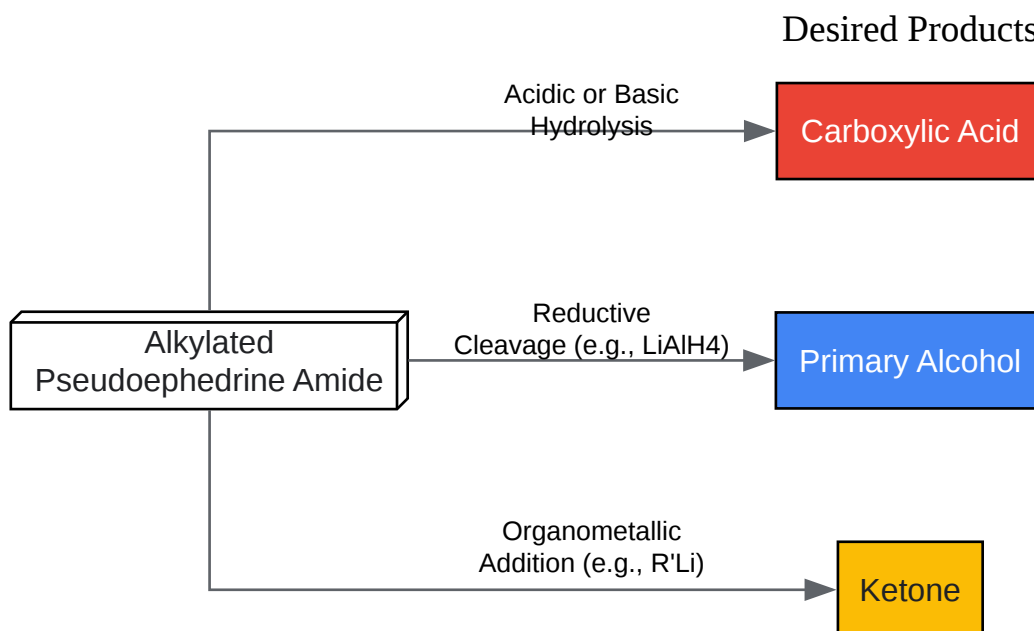 Desired Products
Acidic or Basic
Hydrolysis
Carboxylic Acid
Reductive
Cleavage (e.g., LiAlH4)
Alkylated
Pseudoephedrine Amide
Primary Alcohol
Organometallic
Addition (e.g., R'Li)
Ketone